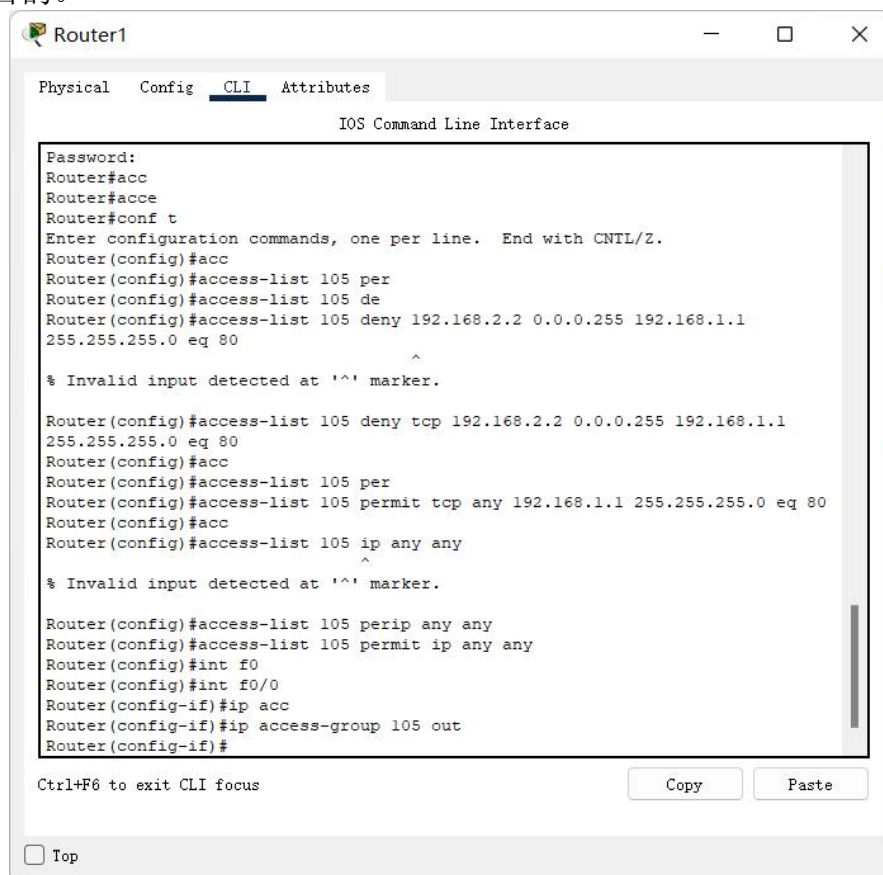 Router1
Physical Config CLI Attributes
IOS Command Line Interface
Password:
Router#acc
Router#acce
Router#conf t
Enter configuration commands, one per line. End with CNTL/Z.
Router(config)#acc
Router(config)#access-list 105 per
Router(config)#access-list 105 de
Router(config)#access-list 105 deny 192.168.2.2 0.0.0.255 192.168.1.1
255.255.255.0 eq 80
^
% Invalid input detected at '^' marker.
Router(config)#access-list 105 deny tcp 192.168.2.2 0.0.0.255 192.168.1.1
255.255.255.0 eq 80
Router(config)#acc
Router(config)#access-list 105 per
Router(config)#access-list 105 permit tcp any 192.168.1.1 255.255.255.0 eq 80
Router(config)#acc
Router(config)#access-list 105 ip any any
^
% Invalid input detected at '^' marker.
Router(config)#access-list 105 perip any any
Router(config)#access-list 105 permit ip any any
Router(config)#int f0
Router(config)#int f0/0
Router(config-if)#ip acc
Router(config-if)#ip access-group 105 out
Router(config-if)#
Ctrl+F6 to exit CLI focus
Copy Paste
Top